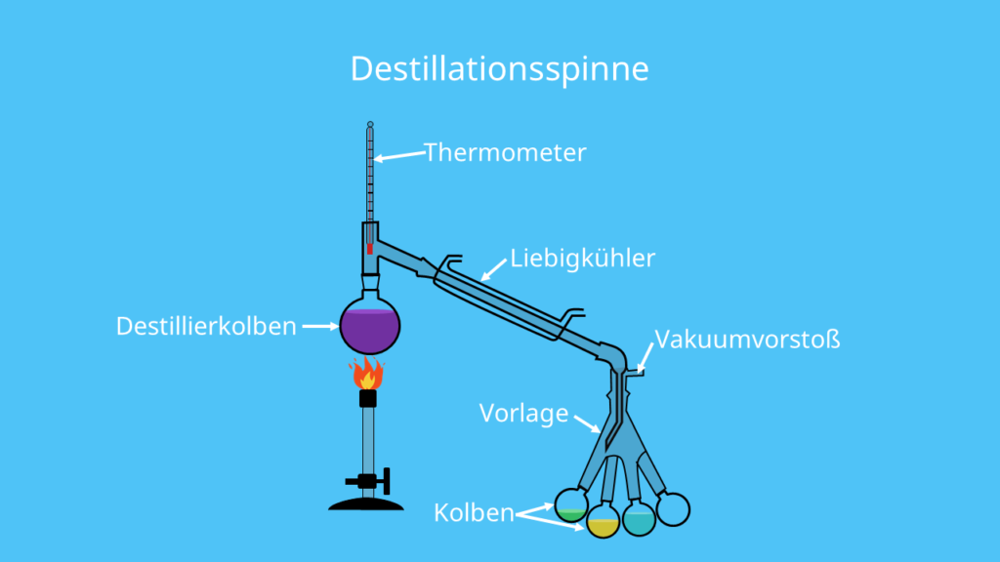 Destillationsspinne
Thermometer
Liebigkühler
Destillierkolben
Vakuumvorstoß
Vorlage
Kolben